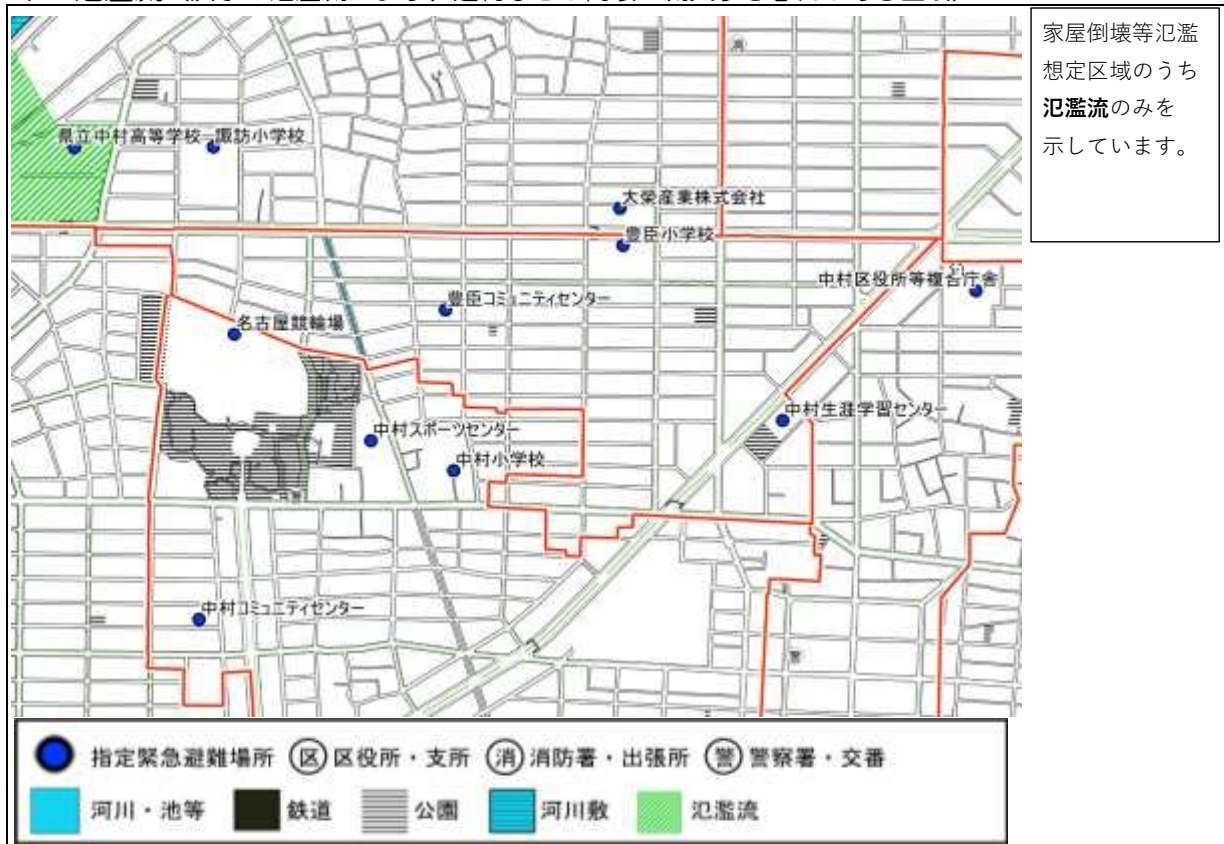 家屋倒壊等氾濫
想定区域のうち
氾濫流のみを
示しています。
県立中村高等学校
諏訪小学校
消
大栄産業株式会社
豊臣小学校
中村区役所等複合庁舎
豊臣コミュニティセンター
名古屋競輪場
中村生涯学習センター
中村スポーツセンター
中村小学校
中村コミュニティセンター
警
指定緊急避難場所 区 区役所・支所 消 消防署・出張所 警 警察署・交番
河川・池等 鉄道 公園 河川敷 氾濫流